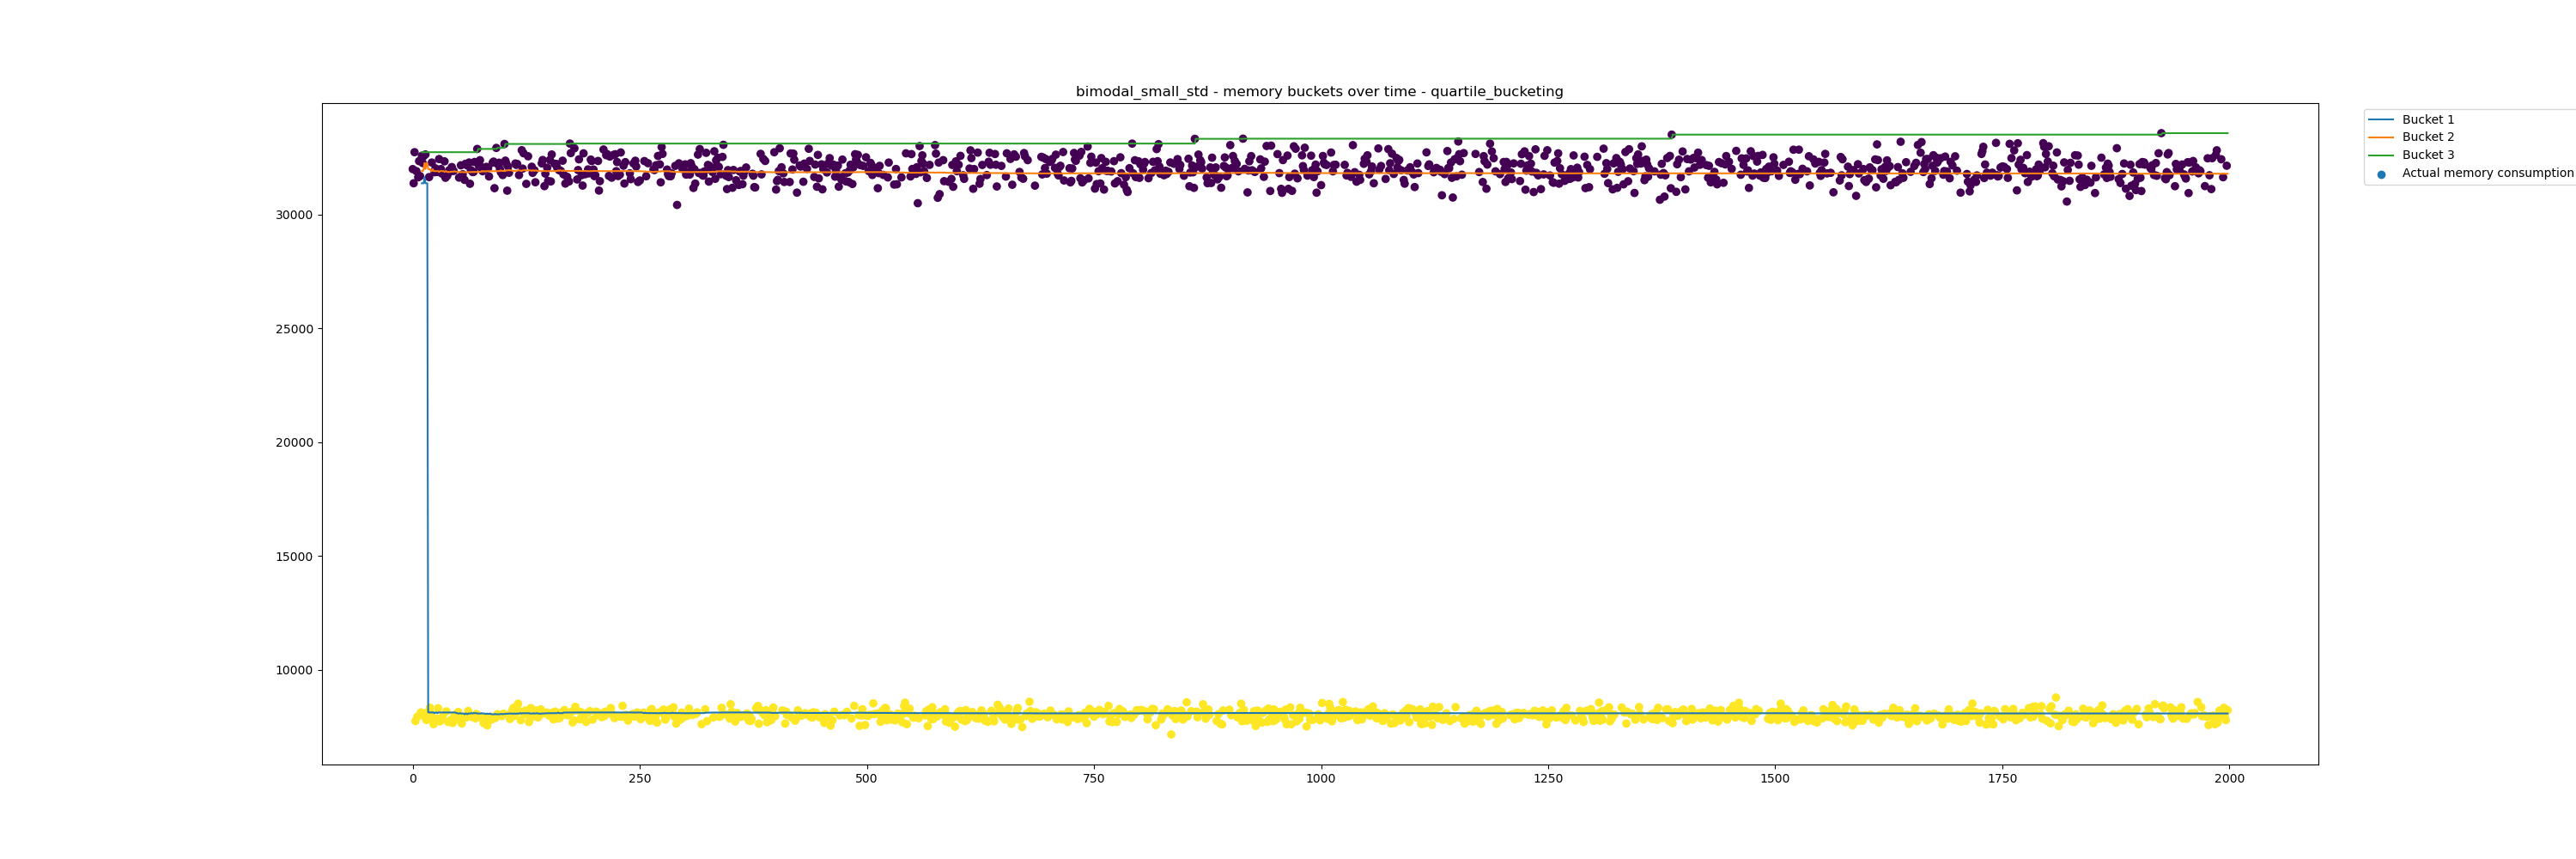 bimodal_small_std - memory buckets over time - quartile_bucketing
Bucket 1
Bucket 2
Bucket 3
Actual memory consumption
30000
25000
20000
15000
10000
0 250 500 750 1000 1250 1500 1750 2000